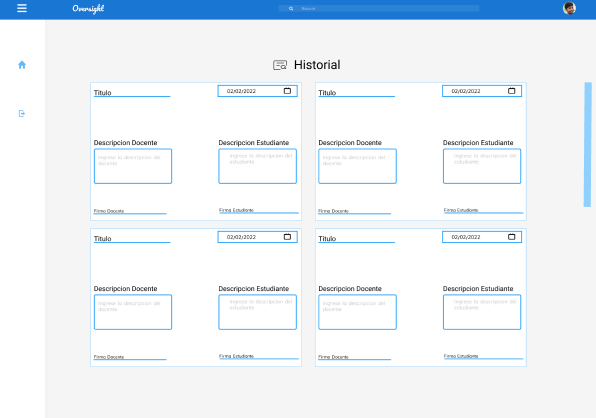 Oversight
Buscar
Historial
Titulo
02/02/2022
Descripcion Docente
Descripcion Estudiante
Ingrese la descripcion del
docente
Ingrese la descripcion del
estudiante
Firma Docente
Firma Estudiante
Titulo
02/02/2022
Descripcion Docente
Descripcion Estudiante
Ingrese la descripcion del
docente
Ingrese la descripcion del
estudiante
Firma Docente
Firma Estudiante
Titulo
02/02/2022
Descripcion Docente
Descripcion Estudiante
Ingrese la descripcion del
docente
Ingrese la descripcion del
estudiante
Firma Docente
Firma Estudiante
Titulo
02/02/2022
Descripcion Docente
Descripcion Estudiante
Ingrese la descripcion del
docente
Ingrese la descripcion del
estudiante
Firma Docente
Firma Estudiante